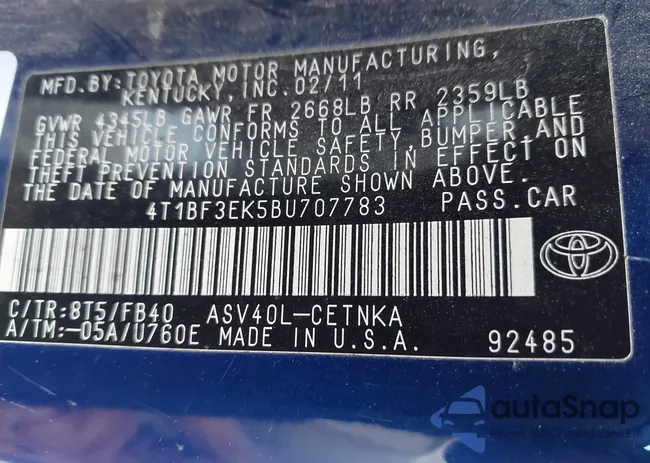 MFD.BY: TOYOTA MOTOR MANUFACTURING,
KENTUCKY, INC. 02/11
GVWR 4345LB GAWR FR 2668LB RR 2359LB
THIS VEHICLE CONFORMS TO ALL APPLICABLE
FEDERAL MOTOR VEHICLE SAFETY, BUMPER, AND
THEFT PREVENTION STANDARDS IN EFFECT ON
THE DATE OF MANUFACTURE SHOWN ABOVE.
4T1BF3EK5BU707783 PASS.CAR
C/TR:8T5/FB40 ASV40L-CETNKA
A/TM:-05A/U760E MADE IN U.S.A. 92485
autaSnap